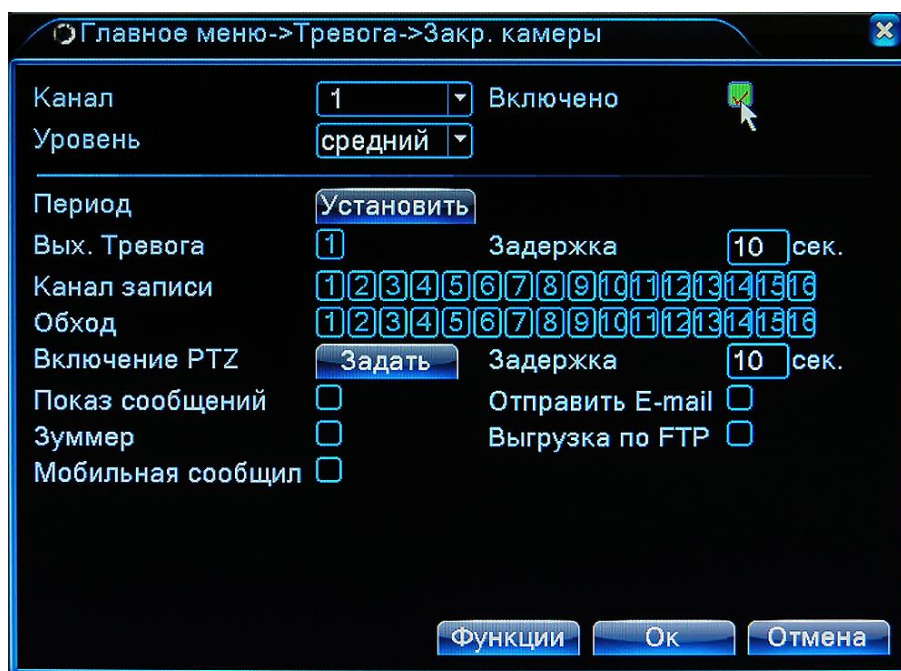 Главное меню->Тревога->Закр. камеры
Канал 1 Включено
Уровень средний
Период Установить
Вых. Тревога 1 Задержка 10 сек.
Канал записи 1 2 3 4 5 6 7 8 9 10 11 12 13 14 15 16
Обход 1 2 3 4 5 6 7 8 9 10 11 12 13 14 15 16
Включение PTZ Задать Задержка 10 сек.
Показ сообщений Отправить E-mail
Зуммер Выгрузка по FTP
Мобильная сообщил
Функции Ок Отмена